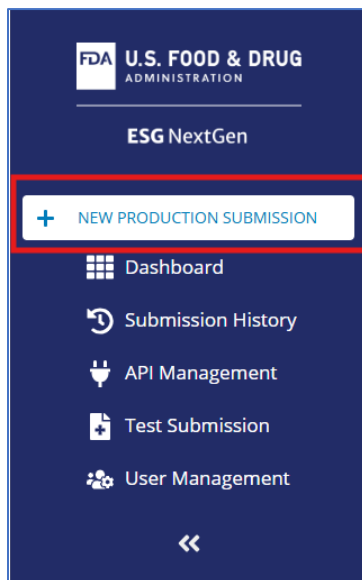 FDA U.S. FOOD & DRUG
ADMINISTRATION
ESG NextGen
+ NEW PRODUCTION SUBMISSION
Dashboard
Submission History
API Management
Test Submission
User Management